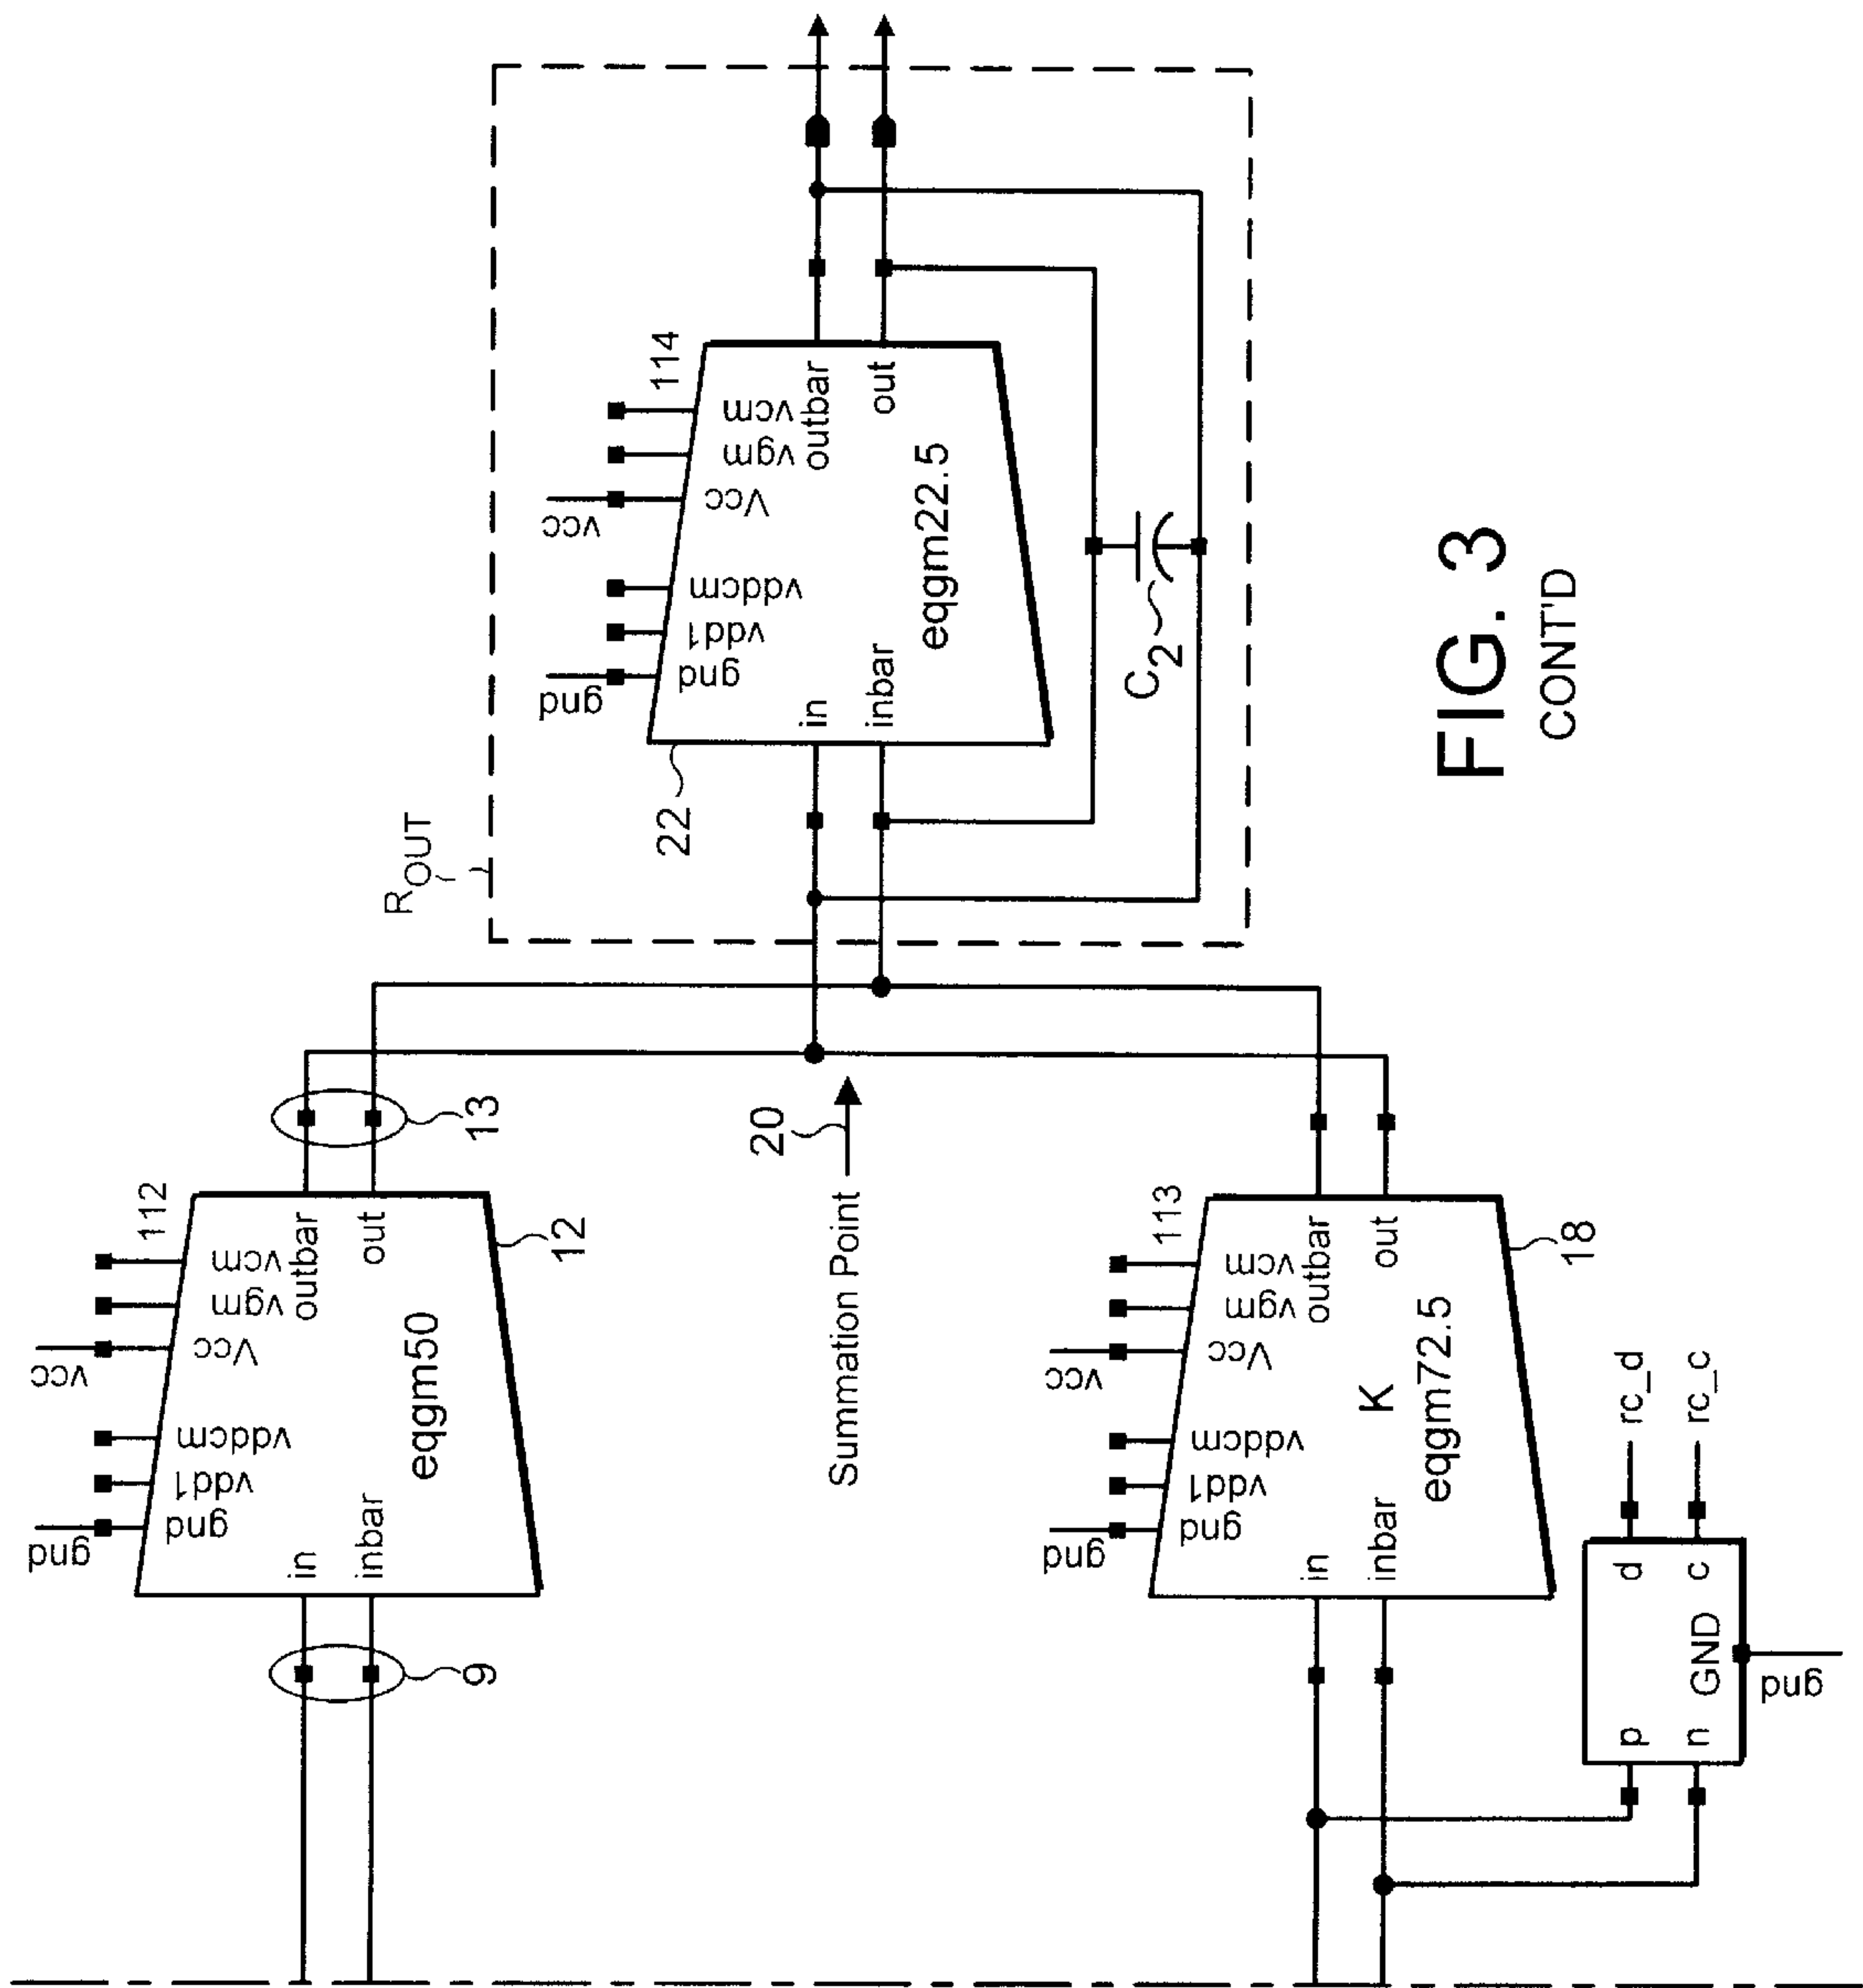 gnd
vcc
112
gnd
vdd1
vddcm
Vcc
vgm
vcm
in
inbar
outbar
out
eqgm50
9
13
12
ROUT
gnd
vcc
114
gnd
vdd1
vddcm
Vcc
vgm
vcm
in
inbar
outbar
out
eqgm22.5
22
C2
Summation Point
20
gnd
vcc
113
gnd
vdd1
vddcm
Vcc
vgm
vcm
in
inbar
outbar
out
K
eqgm72.5
18
p
n
d
c
GND
gnd
rc_d
rc_c
FIG. 3
CONT'D